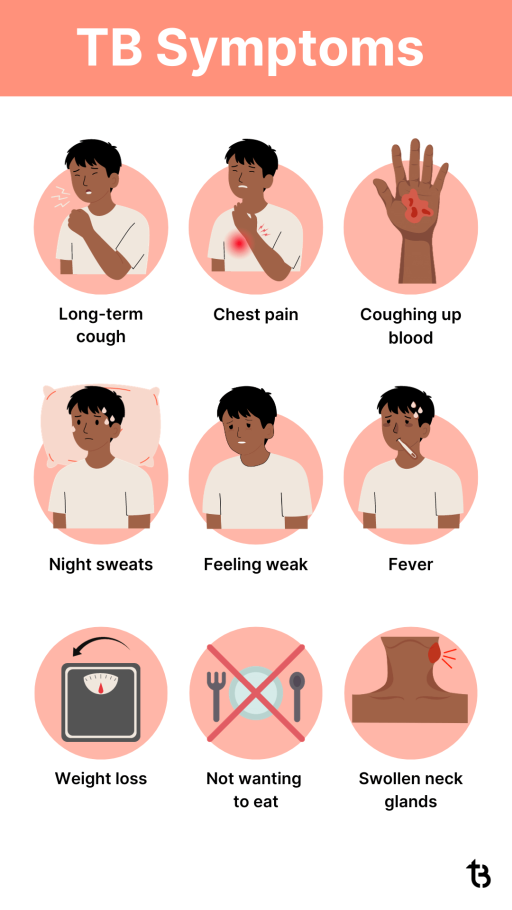 TB Symptoms
Long-term
cough
Chest pain
Coughing up
blood
Night sweats
Feeling weak
Fever
Weight loss
Not wanting
to eat
Swollen neck
glands
tB